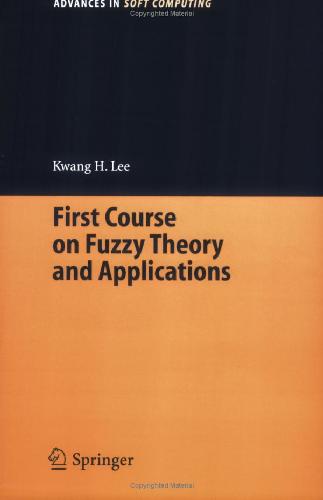 ADVANCES IN SOFT COMPUTING
Kwang H. Lee
First Course
on Fuzzy Theory
and Applications
Springer
Copyrighted Material
Copyrighted Material